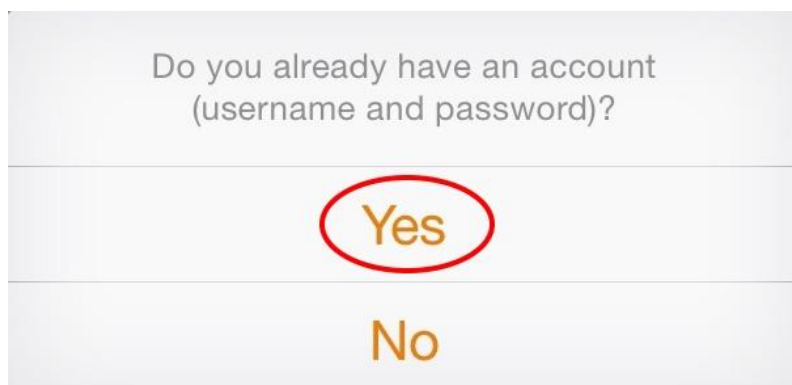 Do you already have an account
(username and password)?
Yes
No